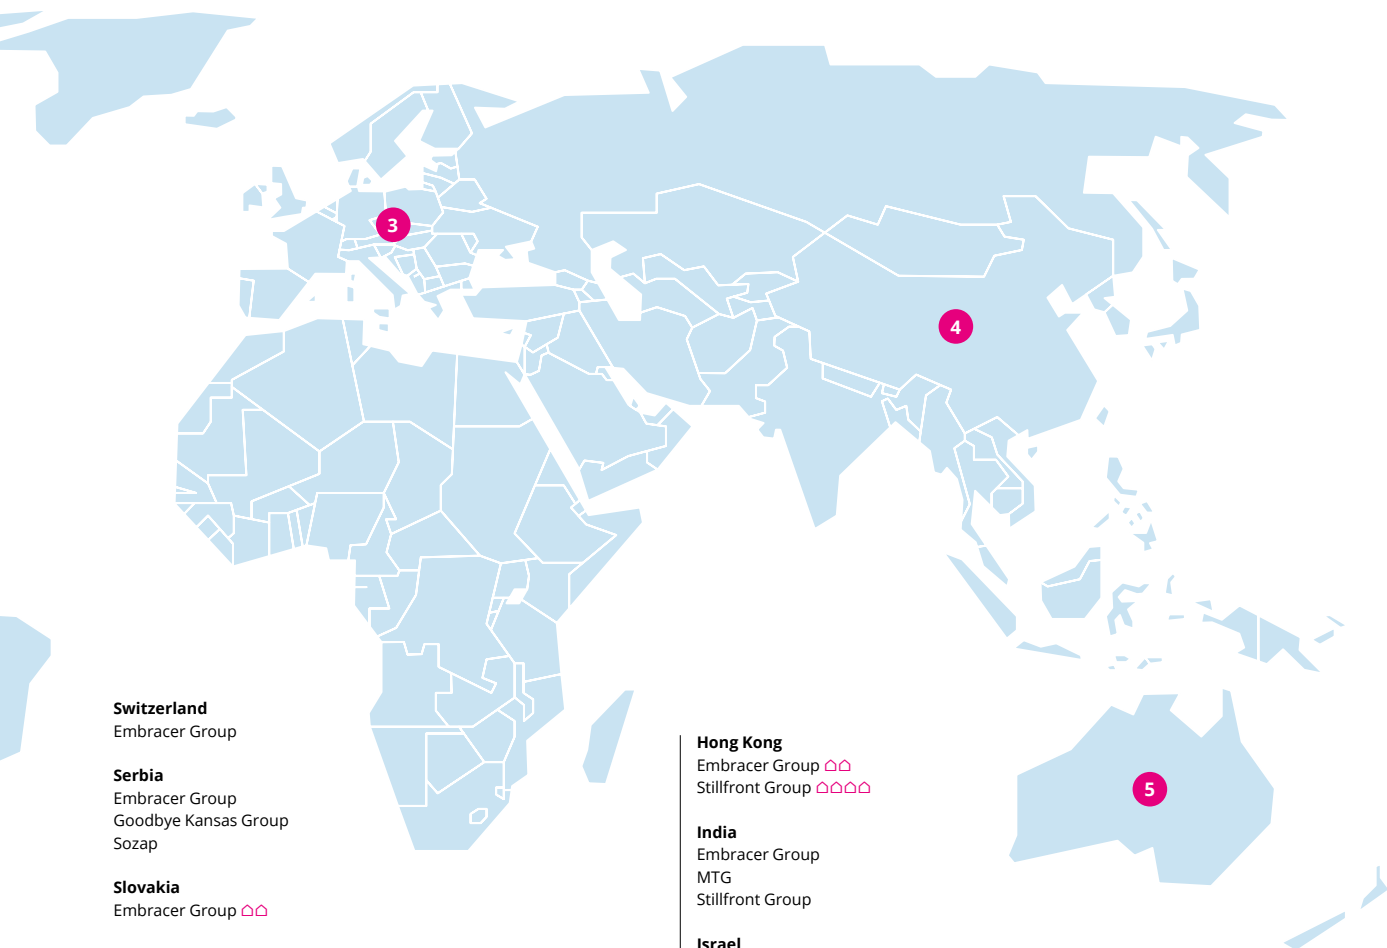 3
4
5
Switzerland
Embracer Group
Serbia
Embracer Group
Goodbye Kansas Group
Sozap
Slovakia
Embracer Group
Hong Kong
Embracer Group
Stillfront Group
India
Embracer Group
MTG
Stillfront Group
Israel